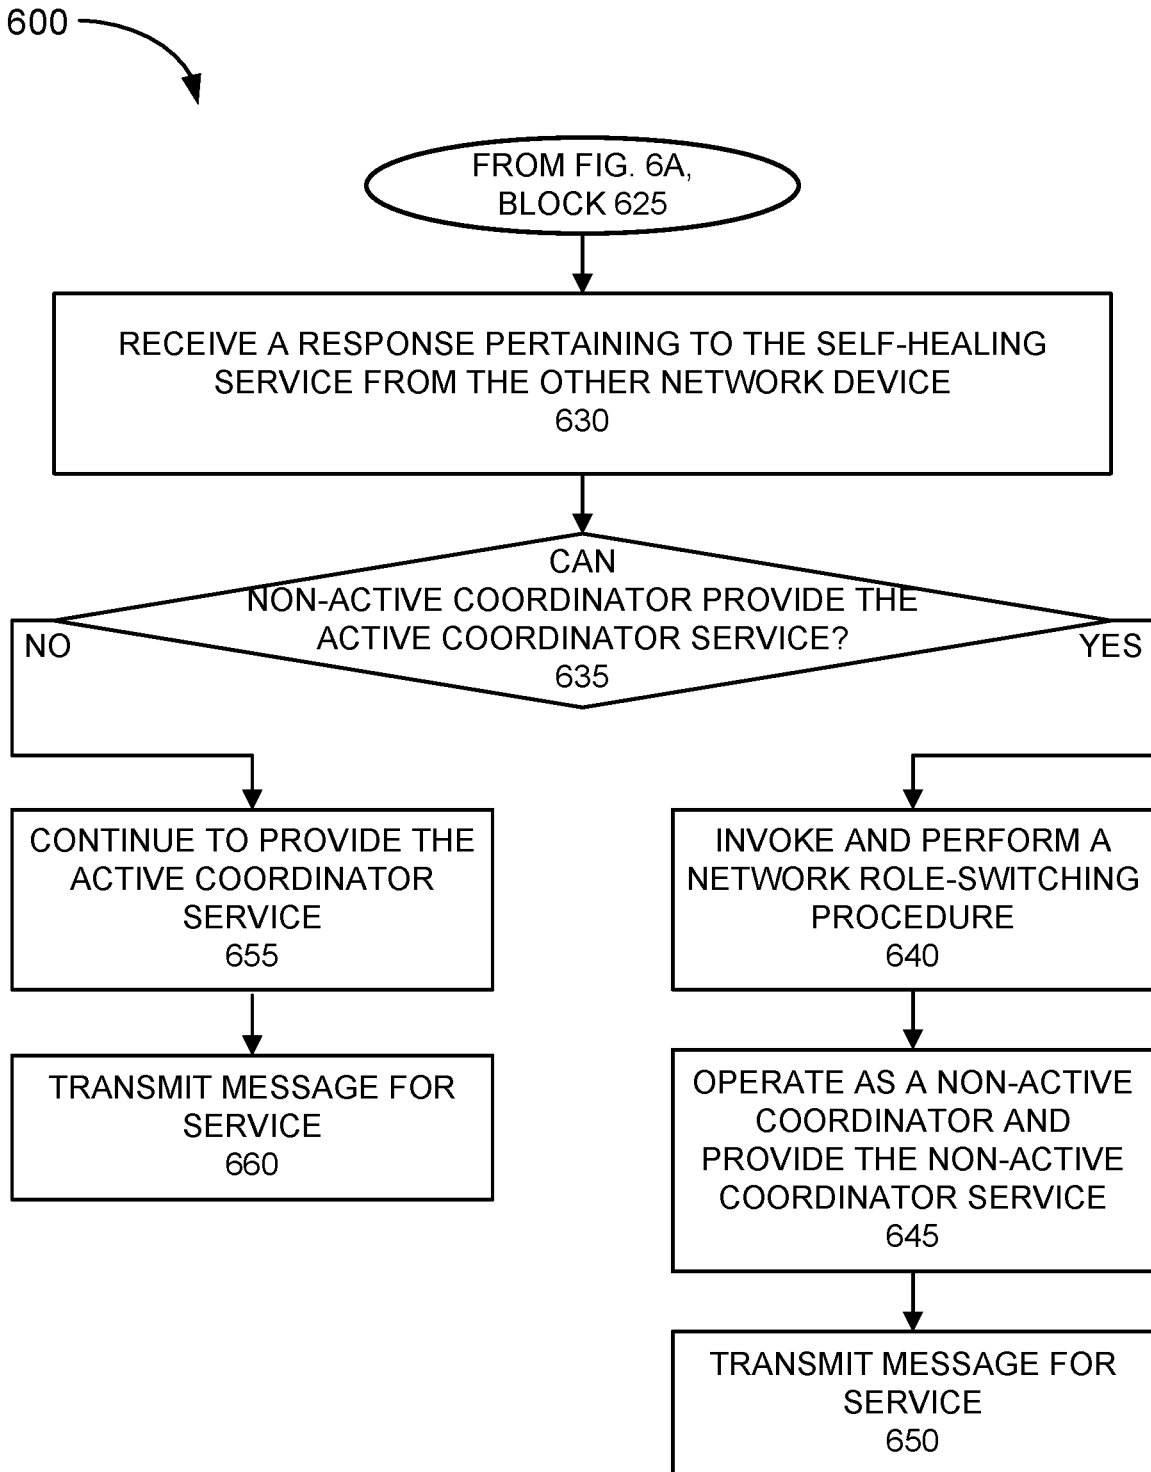 600
FROM FIG. 6A,
BLOCK 625
RECEIVE A RESPONSE PERTAINING TO THE SELF-HEALING
SERVICE FROM THE OTHER NETWORK DEVICE
630
CAN
NON-ACTIVE COORDINATOR PROVIDE THE
ACTIVE COORDINATOR SERVICE?
635
NO
YES
CONTINUE TO PROVIDE THE
ACTIVE COORDINATOR
SERVICE
655
TRANSMIT MESSAGE FOR
SERVICE
660
INVOKE AND PERFORM A
NETWORK ROLE-SWITCHING
PROCEDURE
640
OPERATE AS A NON-ACTIVE
COORDINATOR AND
PROVIDE THE NON-ACTIVE
COORDINATOR SERVICE
645
TRANSMIT MESSAGE FOR
SERVICE
650